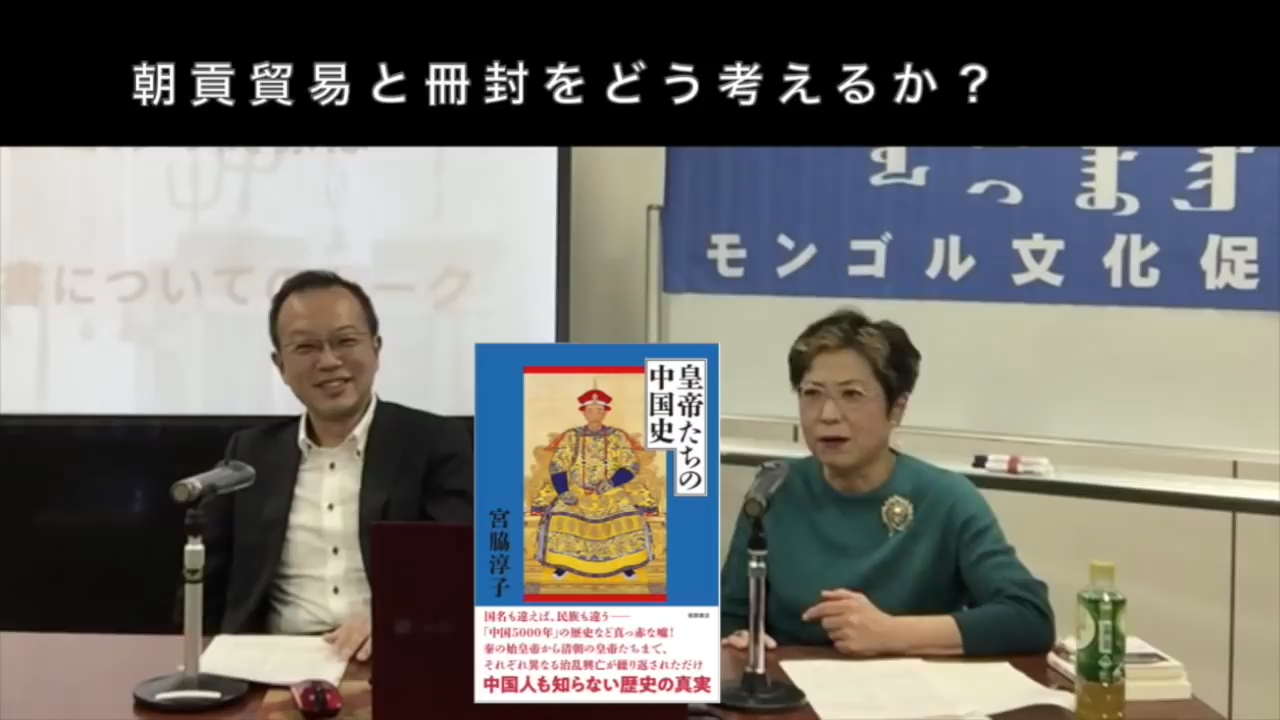 朝貢貿易と冊封をどう考えるか？
書についてのトーク
モンゴル文化促
皇帝たちの
中国史
宮脇淳子
国名も違えば、民族も違う――
「中国5000年」の歴史など真っ赤な嘘！
秦の始皇帝から清朝の皇帝たちまで、
それぞれ異なる治乱興亡が繰り返されただけ
中国人も知らない歴史の真実